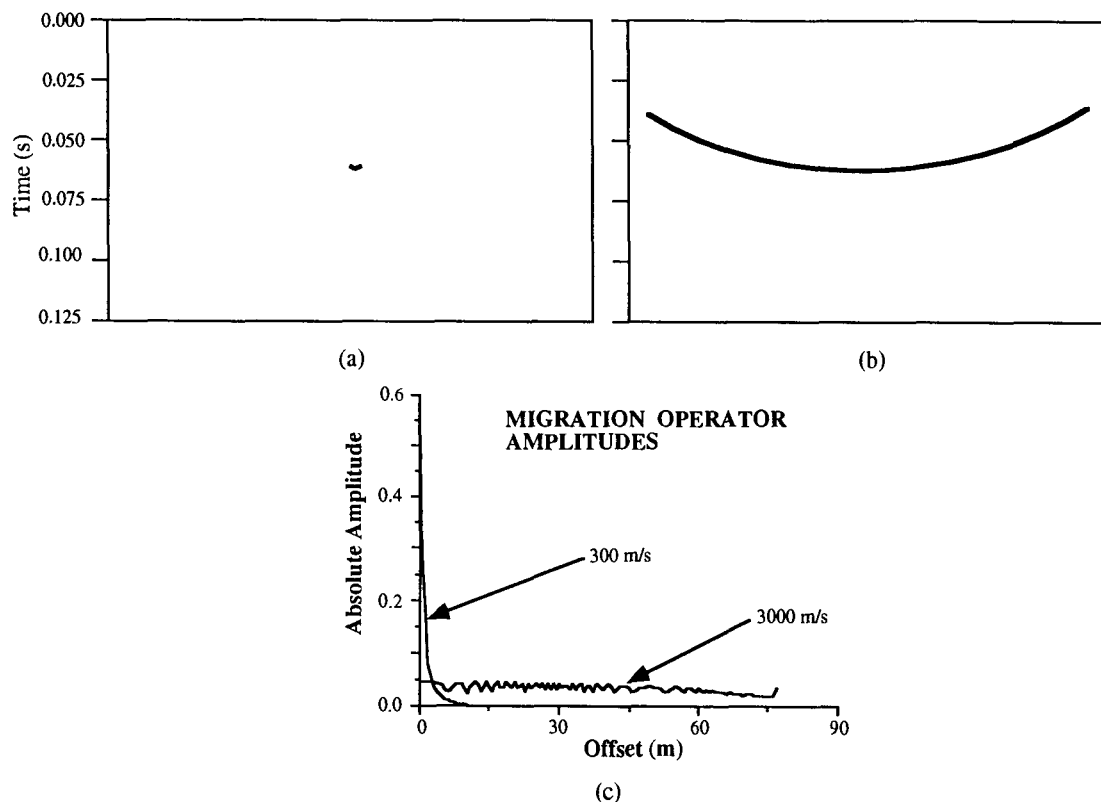 0.000
0.025
0.050
0.075
0.100
0.125
Time (s)
(a)
(b)
MIGRATION OPERATOR
AMPLITUDES
0.6
0.4
0.2
0.0
Absolute Amplitude
300 m/s
3000 m/s
0
30
60
90
Offset (m)
(c)